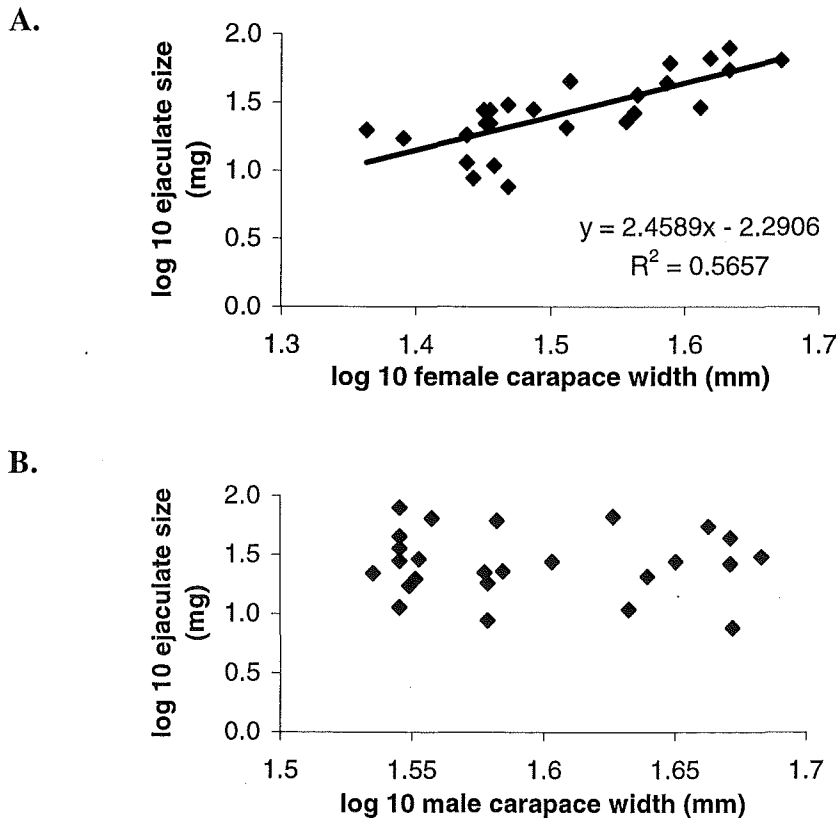 A.
log 10 ejaculate size
(mg)
2.0
1.5
1.0
0.5
0.0
y = 2.4589x - 2.2906
R² = 0.5657
1.3 1.4 1.5 1.6 1.7
log 10 female carapace width (mm)
B.
log 10 ejaculate size
(mg)
2.0
1.5
1.0
0.5
0.0
1.5 1.55 1.6 1.65 1.7
log 10 male carapace width (mm)